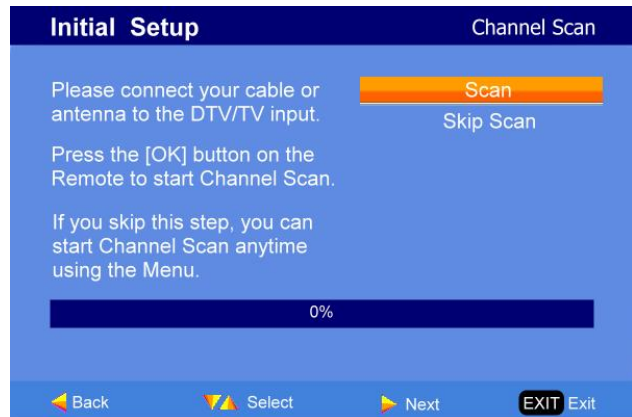 Initial Setup
Channel Scan
Please connect your cable or
antenna to the DTV/TV input.
Press the [OK] button on the
Remote to start Channel Scan.
If you skip this step, you can
start Channel Scan anytime
using the Menu.
Scan
Skip Scan
0%
Back Select Next EXIT Exit